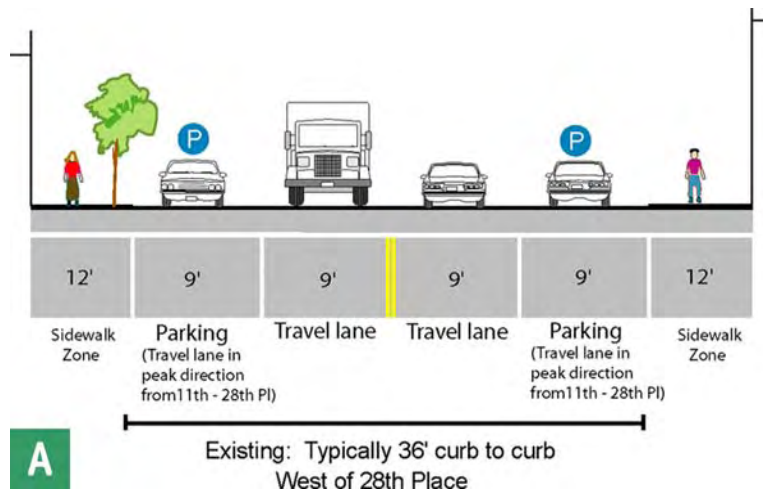 P
P
12'
9'
9'
9'
9'
12'
Sidewalk
Zone
Parking
(Travel lane in
peak direction
from11th - 28th Pl)
Travel lane
Travel lane
Parking
(Travel lane in
peak direction
from11th - 28th Pl)
Sidewalk
Zone
A
Existing: Typically 36' curb to curb
West of 28th Place